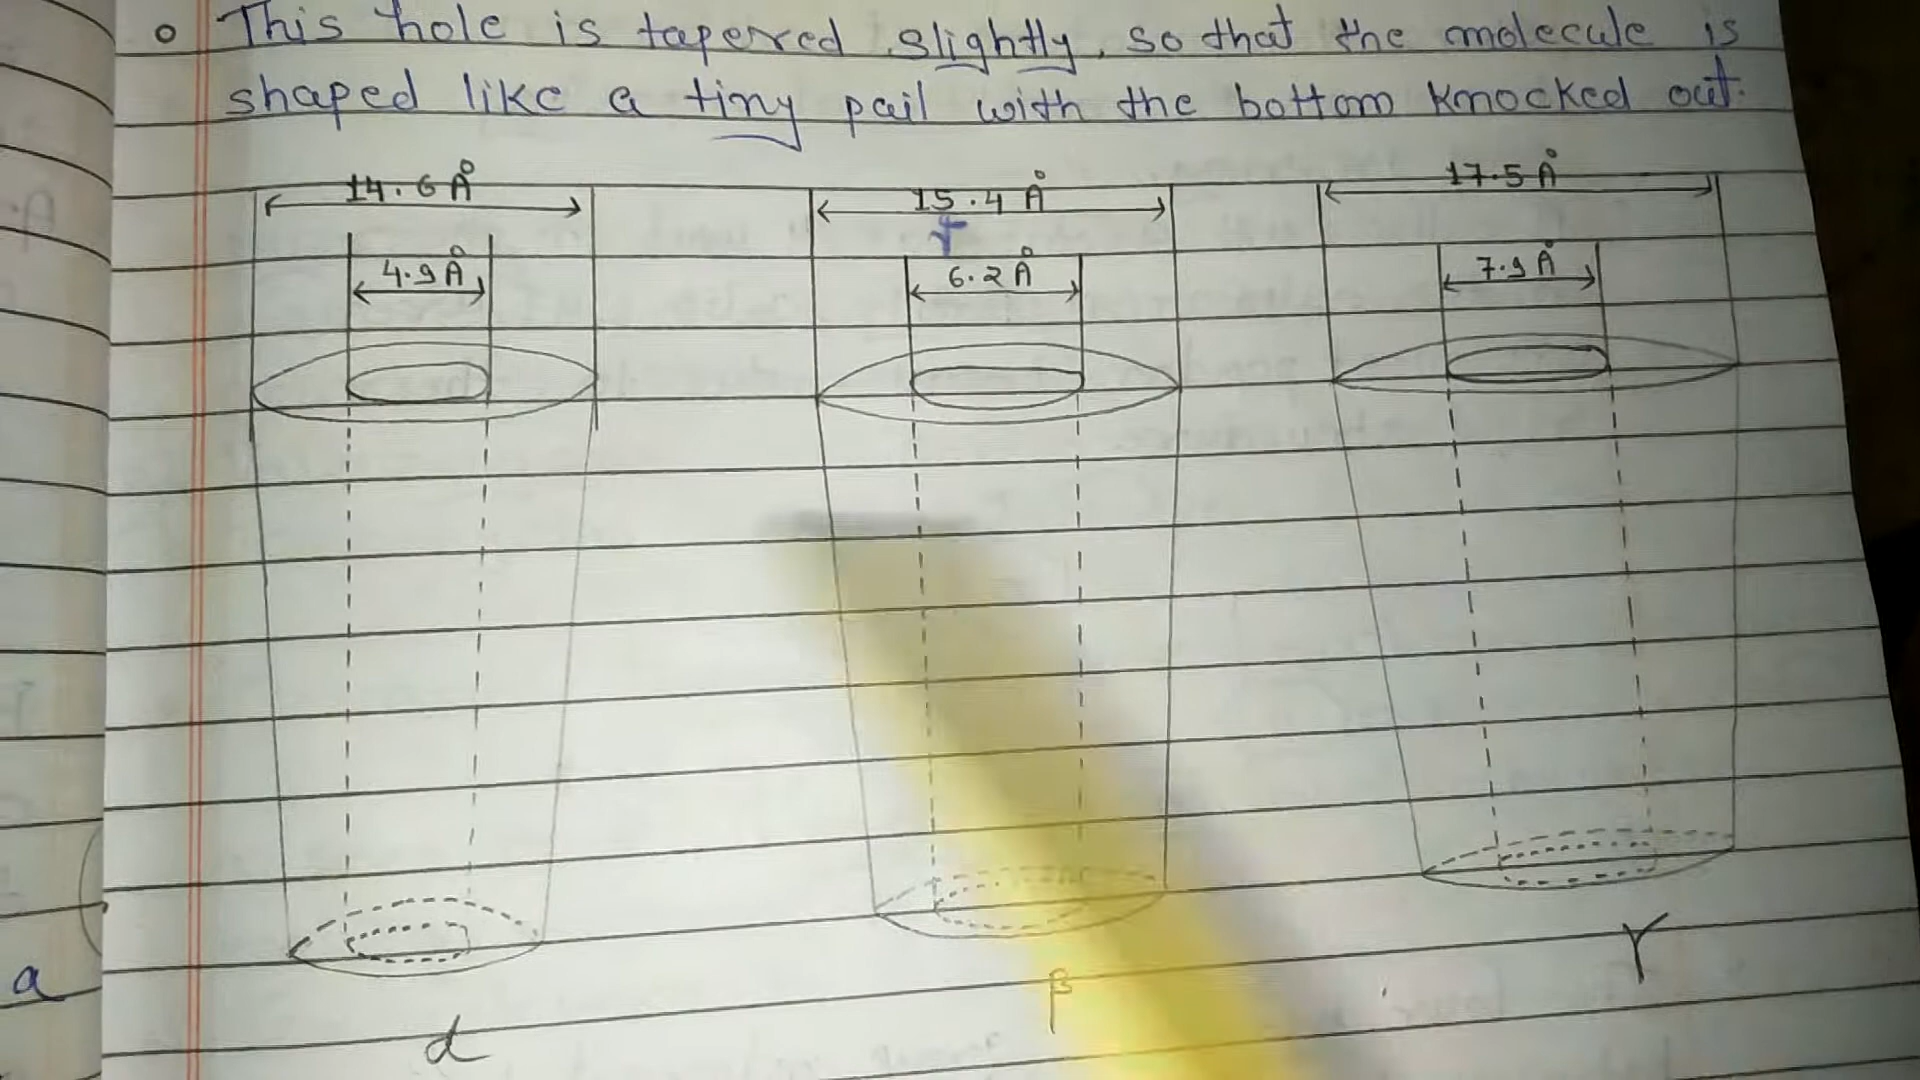 o This hole is tapered slightly, so that the molecule is
shaped like a tiny pail with the bottom knocked out.
14.6 Å 15.4 Å 17.5 Å
4.9 Å 6.2 Å 7.9 Å
a
α β γ